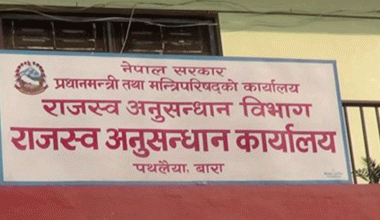 नेपाल सरकार
प्रधानमन्त्री तथा मन्त्रिपरिषद्को कार्यालय
राजस्व अनुसन्धान विभाग
राजस्व अनुसन्धान कार्यालय
पथलैया, बारा